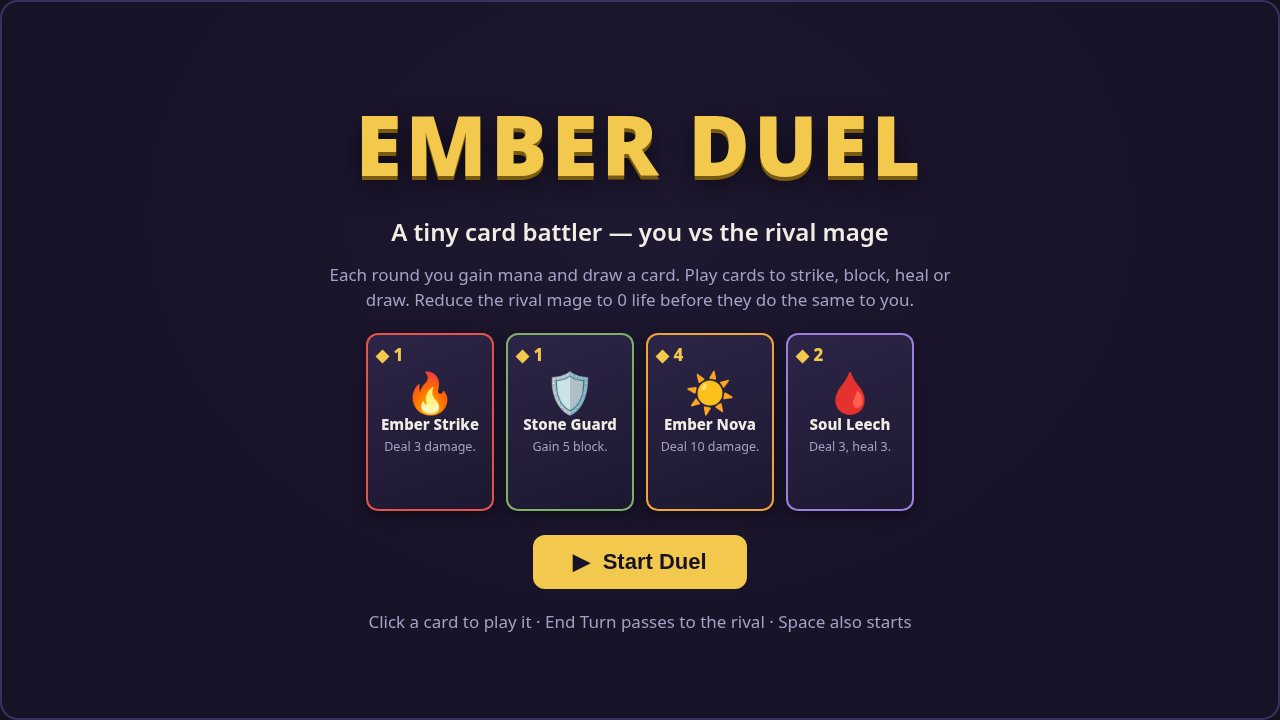 EMBER DUEL
A tiny card battler — you vs the rival mage
Each round you gain mana and draw a card. Play cards to strike, block, heal or
draw. Reduce the rival mage to 0 life before they do the same to you.
◆ 1
Ember Strike
Deal 3 damage.
◆ 1
Stone Guard
Gain 5 block.
◆ 4
Ember Nova
Deal 10 damage.
◆ 2
Soul Leech
Deal 3, heal 3.
▶ Start Duel
Click a card to play it · End Turn passes to the rival · Space also starts